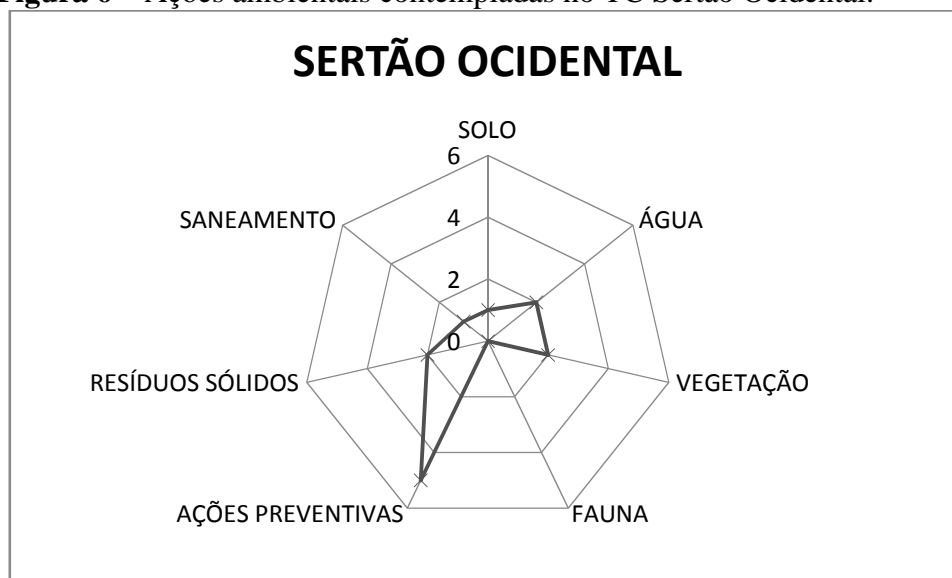 Figura 6 – Ações ambientais contempladas no TC Sertão Ocidental.
SERTÃO OCIDENTAL
SOLO
6
SANEAMENTO
ÁGUA
4
2
0
RESÍDUOS SÓLIDOS
VEGETAÇÃO
AÇÕES PREVENTIVAS
FAUNA